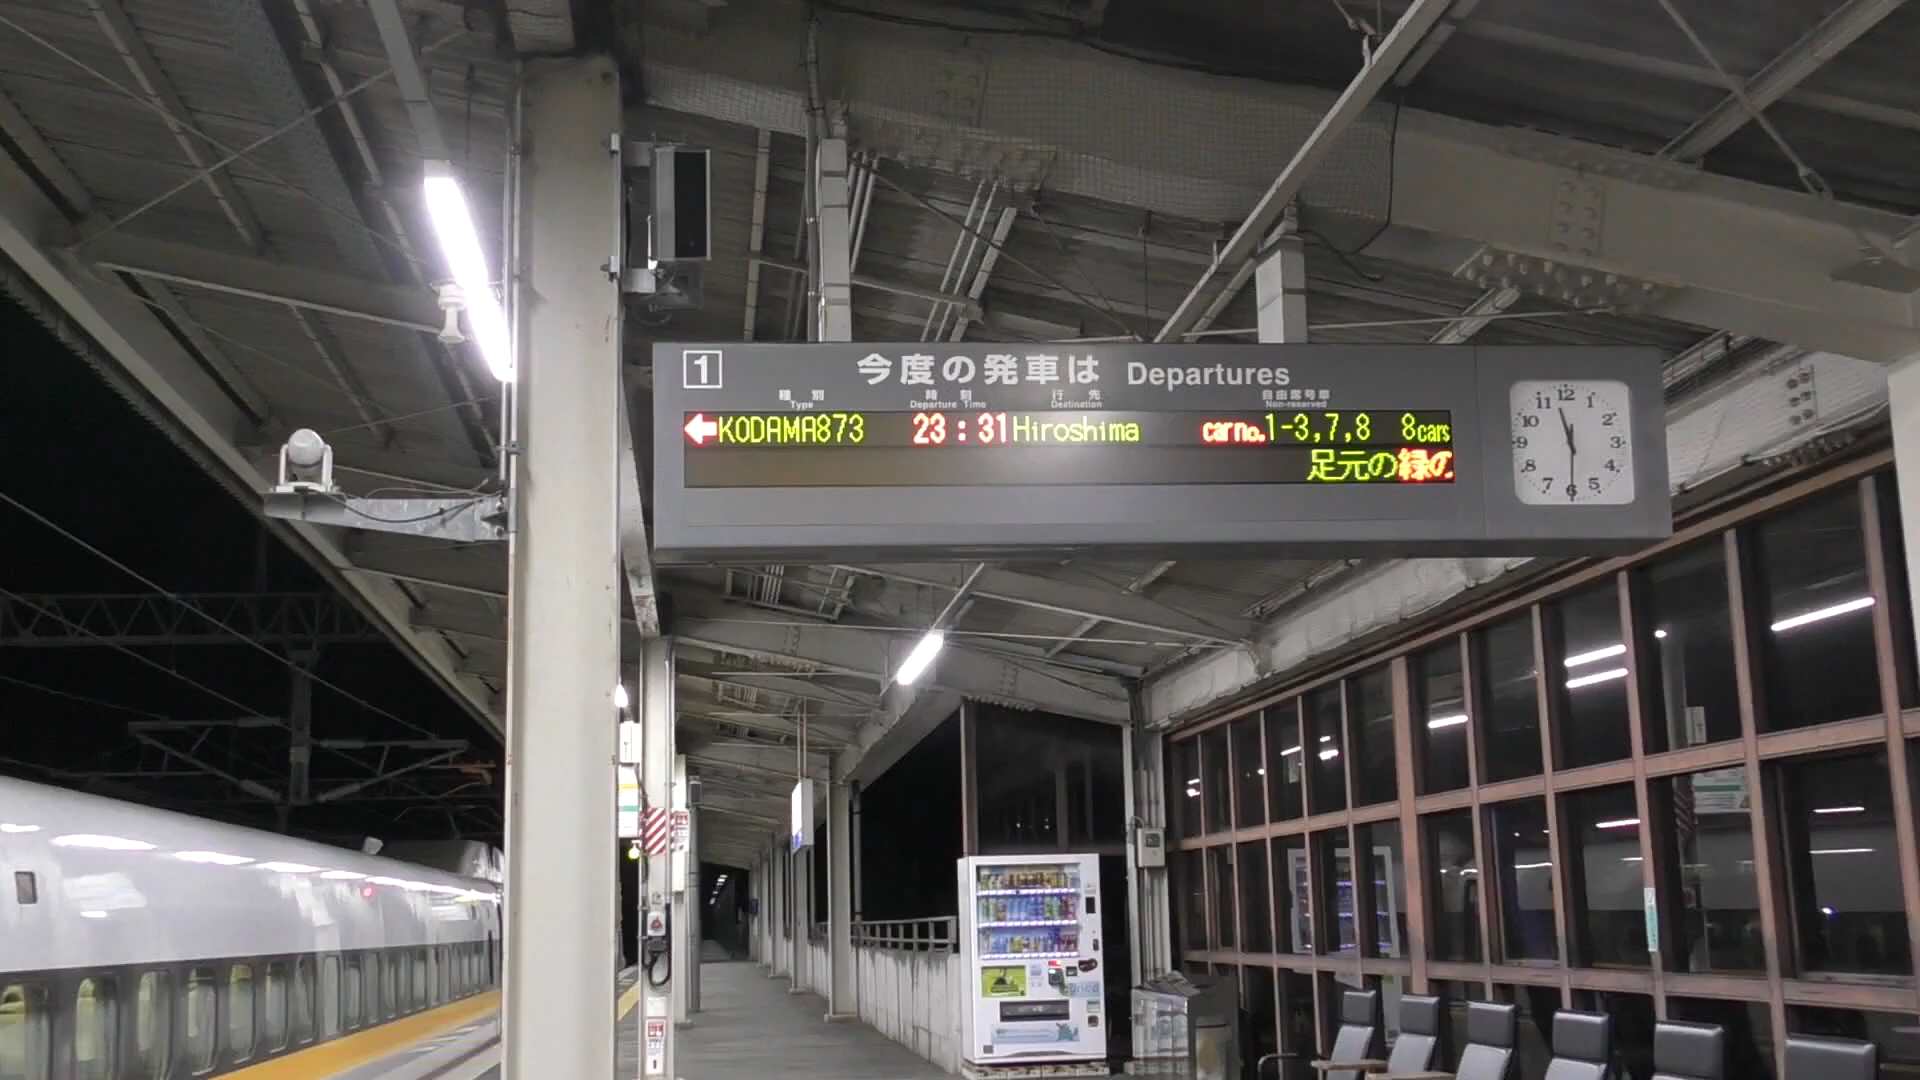 1 今度の発車は Departures
種別 時刻 行先 自由席号車
Type Departure Time Destination Non-reserved
←KODAMA873 23:31 Hiroshima car no. 1-3,7,8 8cars
足元の緑の
12
11 1
10 2
9 3
8 4
7 5
6